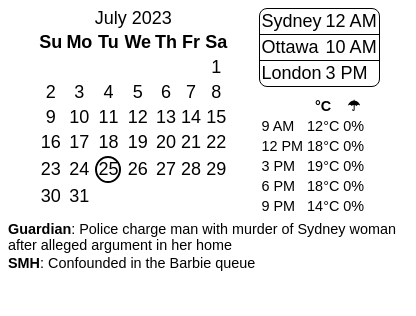 July 2023
Su Mo Tu We Th Fr Sa
1
2 3 4 5 6 7 8
9 10 11 12 13 14 15
16 17 18 19 20 21 22
23 24 25 26 27 28 29
30 31
Sydney 12 AM
Ottawa 10 AM
London 3 PM
°C ☂
9 AM 12°C 0%
12 PM 18°C 0%
3 PM 19°C 0%
6 PM 18°C 0%
9 PM 14°C 0%
Guardian: Police charge man with murder of Sydney woman
after alleged argument in her home
SMH: Confounded in the Barbie queue